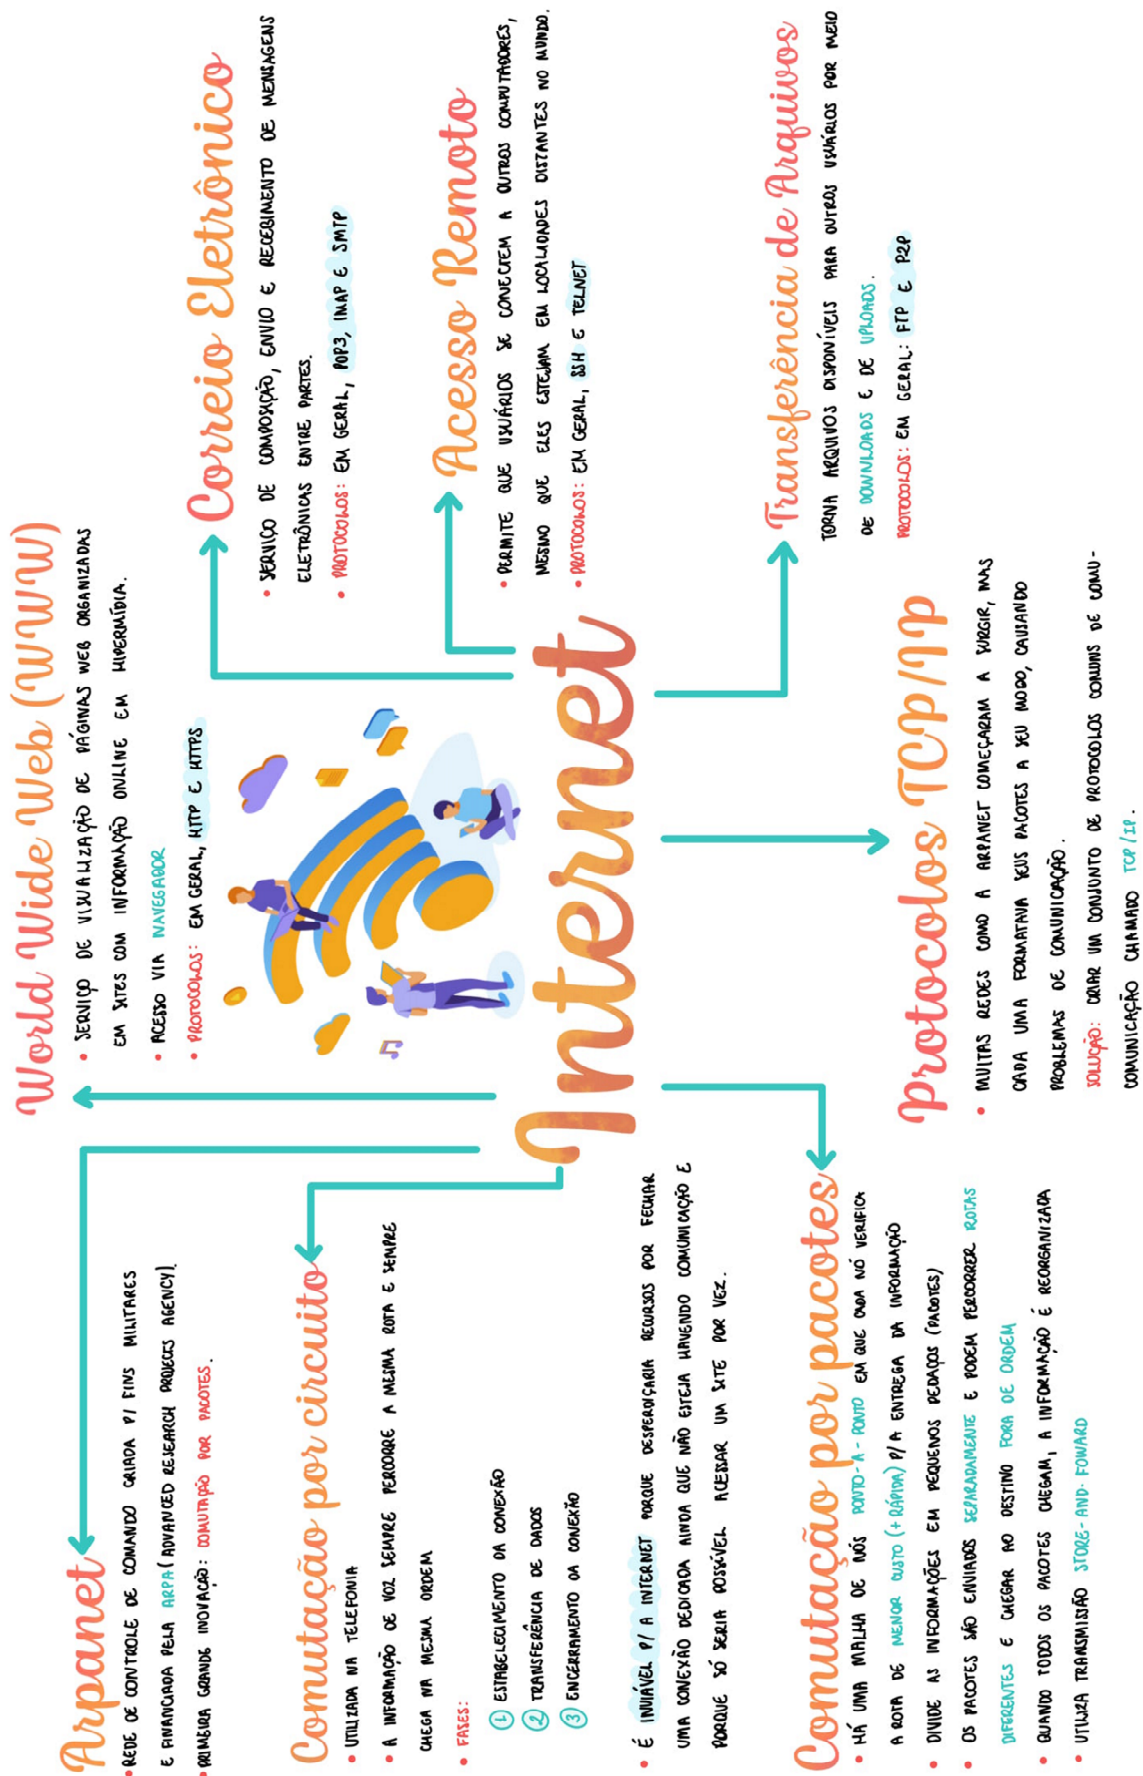 Arpanet
• REDE DE CONTROLE DE COMANDO CRIADA P/ FINS MILITARES
E FINANCIADA PELA ARPA (ADVANCED RESEARCH PROJECTS AGENCY).
• PRIMEIRA GRANDE INOVAÇÃO: COMUTAÇÃO POR PACOTES.
World Wide Web (WWW)
• SERVIÇO DE VISUALIZAÇÃO DE PÁGINAS WEB ORGANIZADAS
EM SITES COM INFORMAÇÃO ONLINE EM HIPERMÍDIA.
• ACESSO VIA NAVEGADOR
• PROTOCOLOS: EM GERAL, HTTP E HTTPS
Correio Eletrônico
• SERVIÇO DE COMPOSIÇÃO, ENVIO E RECEBIMENTO DE MENSAGENS
ELETRÔNICAS ENTRE PARTES.
• PROTOCOLOS: EM GERAL, POP3, IMAP E SMTP
Comutação por circuito
• UTILIZADA NA TELEFONIA
• A INFORMAÇÃO DE VOZ SEMPRE PERCORRE A MESMA ROTA E SEMPRE
CHEGA NA MESMA ORDEM
• FASES:
1 ESTABELECIMENTO DA CONEXÃO
2 TRANSFERÊNCIA DE DADOS
3 ENCERRAMENTO DA CONEXÃO
• É INVIÁVEL P/ A INTERNET PORQUE DESPERDIÇARIA RECURSOS POR FECHAR
UMA CONEXÃO DEDICADA AINDA QUE NÃO ESTEJA HAVENDO COMUNICAÇÃO E
PORQUE SÓ SERIA POSSÍVEL ACESSAR UM SITE POR VEZ.
Internet
Acesso Remoto
• PERMITE QUE USUÁRIOS SE CONECTEM A OUTROS COMPUTADORES,
MESMO QUE ELES ESTEJAM EM LOCALIDADES DISTANTES NO MUNDO.
• PROTOCOLOS: EM GERAL, SSH E TELNET
Comutação por pacotes
• HÁ UMA MALHA DE NÓS PONTO-A-PONTO EM QUE CADA NÓ VERIFICA
A ROTA DE MENOR CUSTO (+ RÁPIDA) P/ A ENTREGA DA INFORMAÇÃO
• DIVIDE AS INFORMAÇÕES EM PEQUENOS PEDAÇOS (PACOTES)
• OS PACOTES SÃO ENVIADOS SEPARADAMENTE E PODEM PERCORRER ROTAS
DIFERENTES E CHEGAR AO DESTINO FORA DE ORDEM
• QUANDO TODOS OS PACOTES CHEGAM, A INFORMAÇÃO É REORGANIZADA
• UTILIZA TRASMISSÃO STORE-AND-FOWARD
Protocolos TCP/IP
• MUITAS REDES COMO A ARPANET COMEÇARAM A SURGIR, MAS
CADA UMA FORMATAVA SEUS PACOTES A SEU MODO, CAUSANDO
PROBLEMAS DE COMUNICAÇÃO.
SOLUÇÃO: CRIAR UM CONJUNTO DE PROTOCOLOS COMUNS DE COMU-
COMUNICAÇÃO CHAMADO TCP/IP.
Transferência de Arquivos
TORNA ARQUIVOS DISPONÍVEIS PARA OUTROS USUÁRIOS POR MEIO
DE DOWNLOADS E DE UPLOADS.
PROTOCOLOS: EM GERAL: FTP E P2P